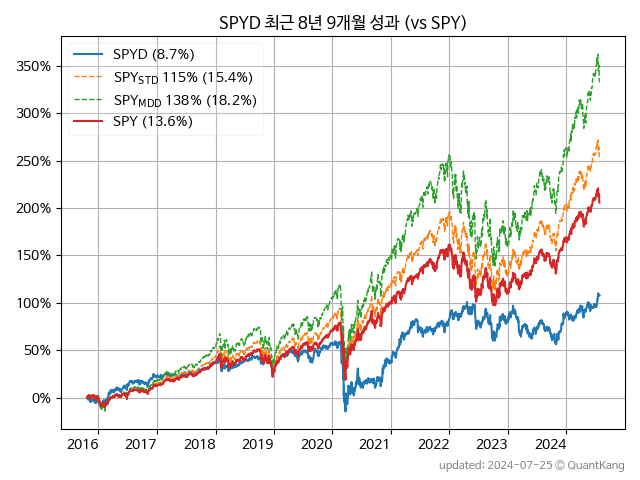 SPYD 최근 8년 9개월 성과 (vs SPY)
SPYD (8.7%)
SPYSTD 115% (15.4%)
SPYMDD 138% (18.2%)
SPY (13.6%)
350%
300%
250%
200%
150%
100%
50%
0%
2016 2017 2018 2019 2020 2021 2022 2023 2024
updated: 2024-07-25 © QuantKang